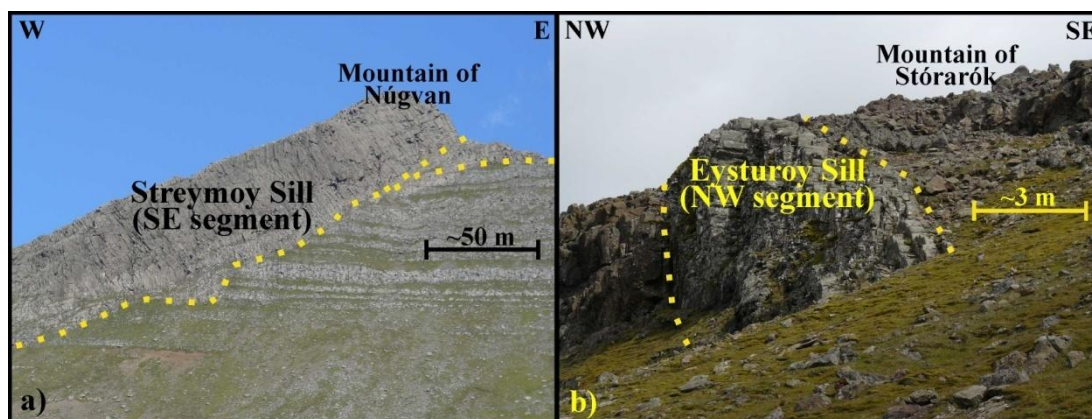 W
E
Mountain of
Núgvan
Streymoy Sill
(SE segment)
~50 m
a)
NW
SE
Mountain of
Stórarók
Eysturoy Sill
(NW segment)
~3 m
b)